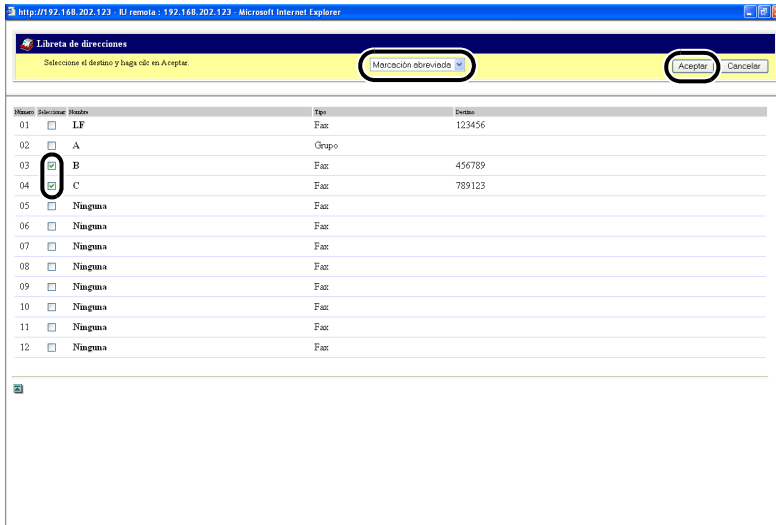 http://192.168.202.123 - IU remota : 192.168.202.123 - Microsoft Internet Explorer
Libreta de direcciones
Seleccione el destino y haga cilc en Aceptar. Marcación abreviada Aceptar Cancelar
Número Seleccionar Nombre Tipo Destino
01 LF Fax 123456
02 A Grupo
03 B Fax 456789
04 C Fax 789123
05 Ninguna Fax
06 Ninguna Fax
07 Ninguna Fax
08 Ninguna Fax
09 Ninguna Fax
10 Ninguna Fax
11 Ninguna Fax
12 Ninguna Fax